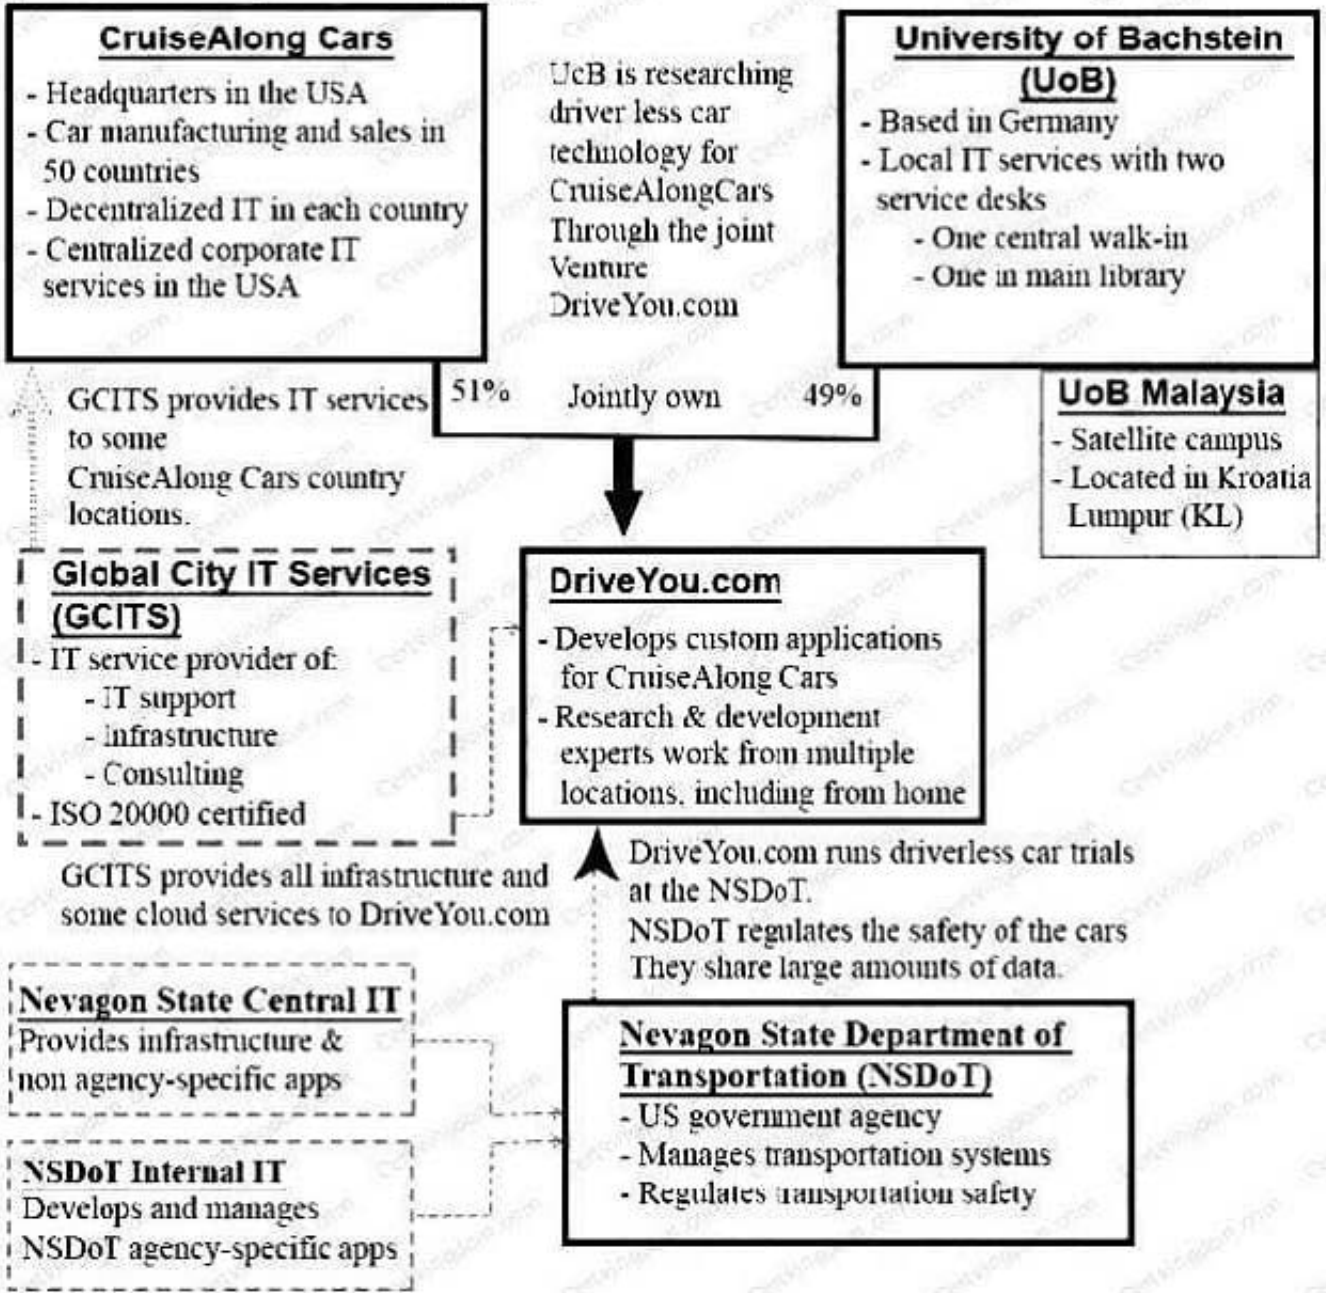 CruiseAlong Cars
- Headquarters in the USA
- Car manufacturing and sales in
50 countries
- Decentralized IT in each country
- Centralized corporate IT
services in the USA
UcB is researching
driver less car
technology for
CruiseAlongCars
Through the joint
Venture
DriveYou.com
University of Bachstein
(UoB)
- Based in Germany
- Local IT services with two
service desks
- One central walk-in
- One in main library
51% Jointly own 49%
UoB Malaysia
- Satellite campus
- Located in Kroatia
Lumpur (KL)
GCITS provides IT services
to some
CruiseAlong Cars country
locations.
Global City IT Services
(GCITS)
- IT service provider of:
- IT support
- Infrastructure
- Consulting
- ISO 20000 certified
DriveYou.com
- Develops custom applications
for CruiseAlong Cars
- Research & development
experts work from multiple
locations, including from home
GCITS provides all infrastructure and
some cloud services to DriveYou.com
DriveYou.com runs driverless car trials
at the NSDoT.
NSDoT regulates the safety of the cars
They share large amounts of data.
Nevagon State Central IT
Provides infrastructure &
non agency-specific apps
NSDoT Internal IT
Develops and manages
NSDoT agency-specific apps
Nevagon State Department of
Transportation (NSDoT)
- US government agency
- Manages transportation systems
- Regulates transportation safety